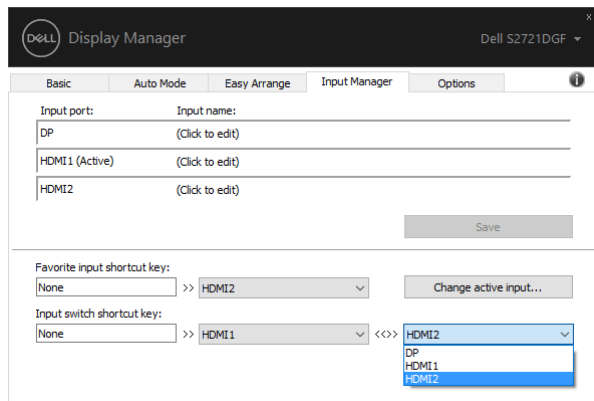 DELL Display Manager Dell S2721DGF
x
Basic Auto Mode Easy Arrange Input Manager Options i
Input port: Input name:
DP (Click to edit)
HDMI1 (Active) (Click to edit)
HDMI2 (Click to edit)
Save
Favorite input shortcut key:
None >> HDMI2 Change active input...
Input switch shortcut key:
None >> HDMI1 <<>> HDMI2
DP
HDMI1
HDMI2